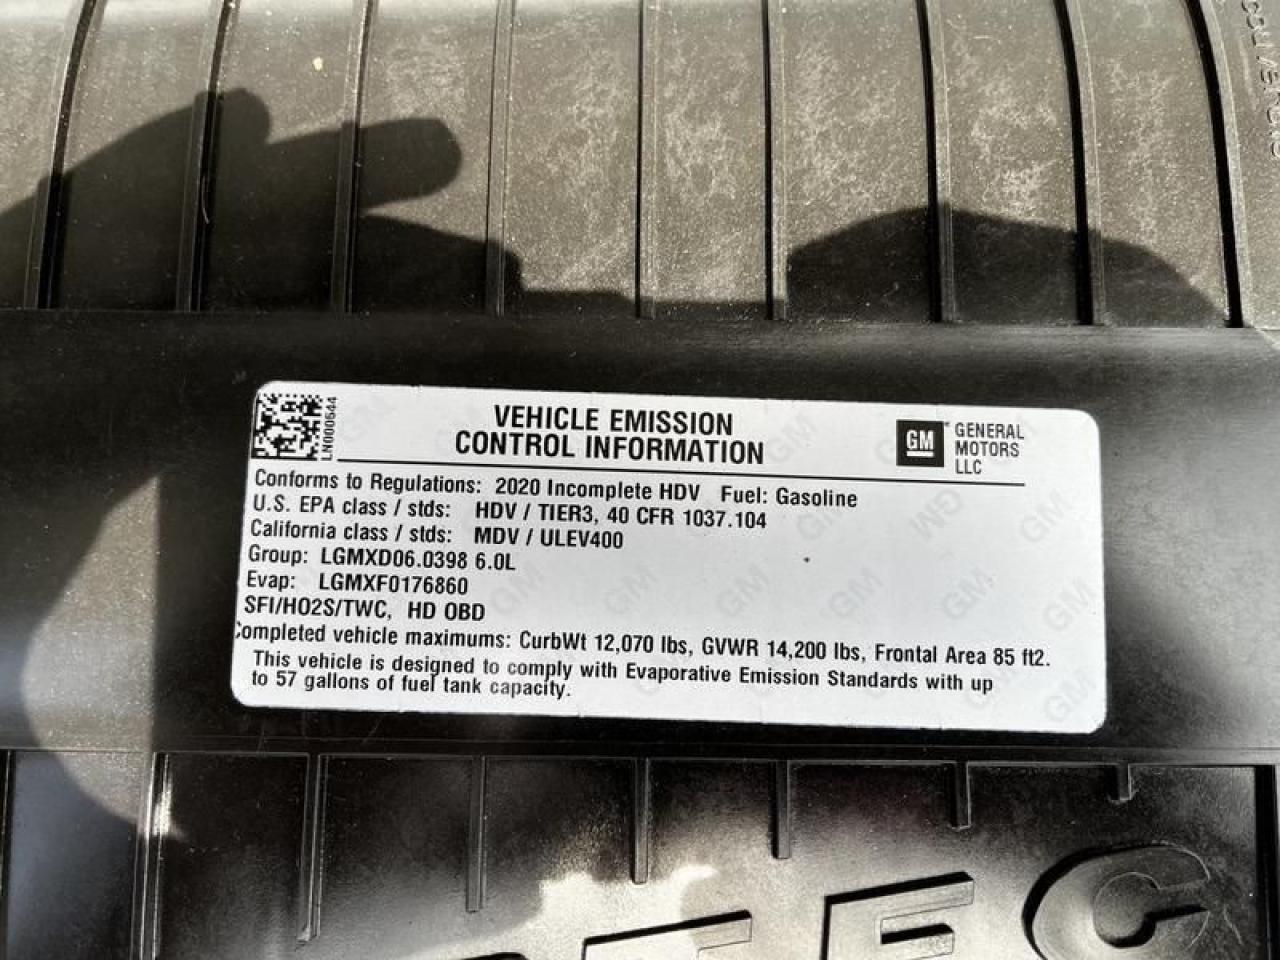 VEHICLE EMISSION
CONTROL INFORMATION
LN000644
GM GENERAL
MOTORS
LLC
Conforms to Regulations: 2020 Incomplete HDV Fuel: Gasoline
U.S. EPA class / stds: HDV / TIER3, 40 CFR 1037.104
California class / stds: MDV / ULEV400
Group: LGMXD06.0398 6.0L
Evap: LGMXF0176860
SFI/HO2S/TWC, HD OBD
Completed vehicle maximums: CurbWt 12,070 lbs, GVWR 14,200 lbs, Frontal Area 85 ft2.
This vehicle is designed to comply with Evaporative Emission Standards with up
to 57 gallons of fuel tank capacity.